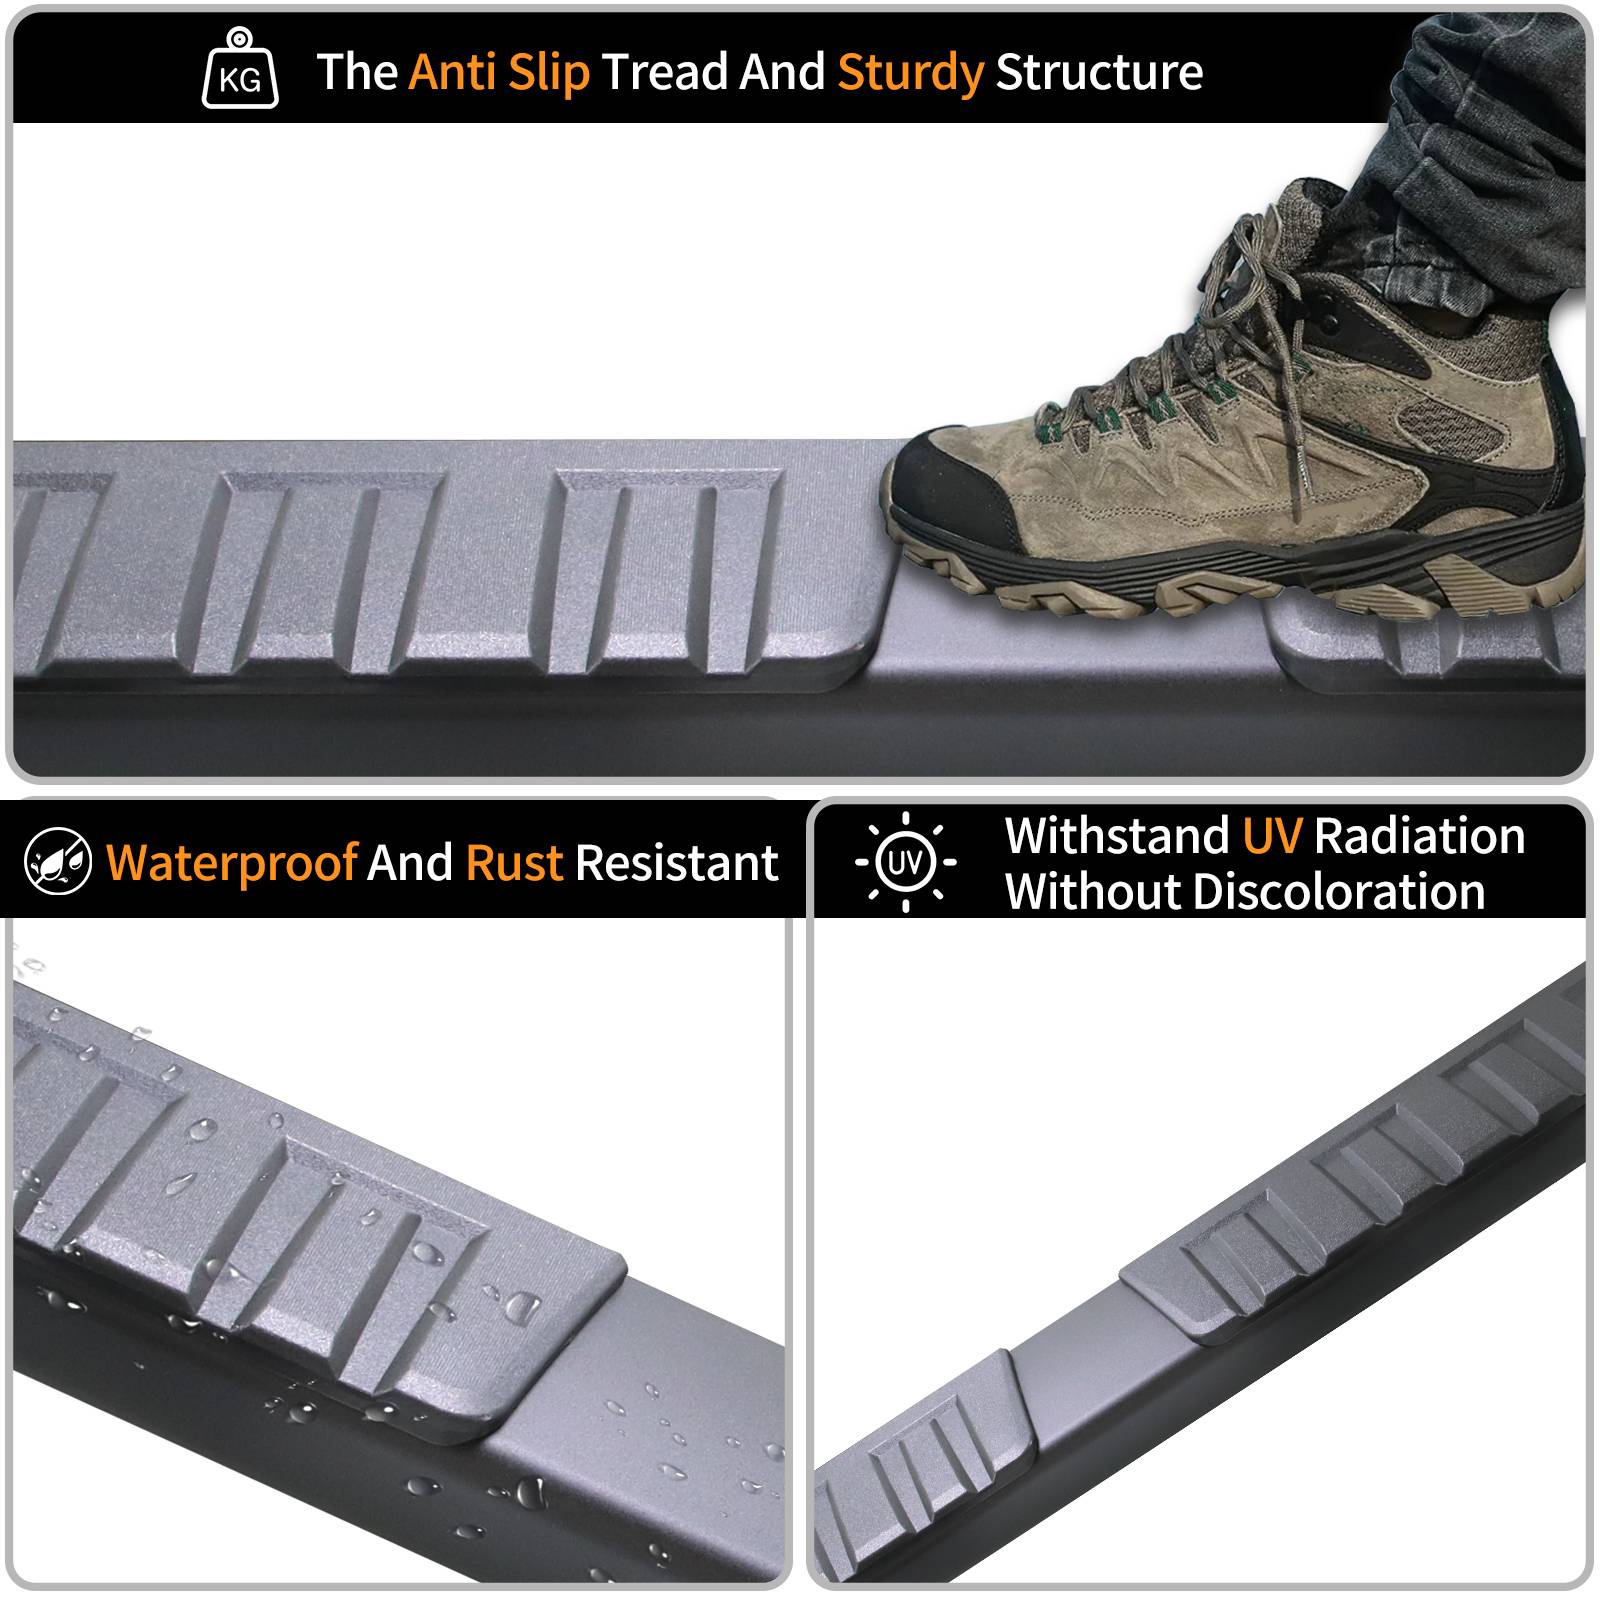 KG
The Anti Slip Tread And Sturdy Structure
Waterproof And Rust Resistant
UV
Withstand UV Radiation
Without Discoloration